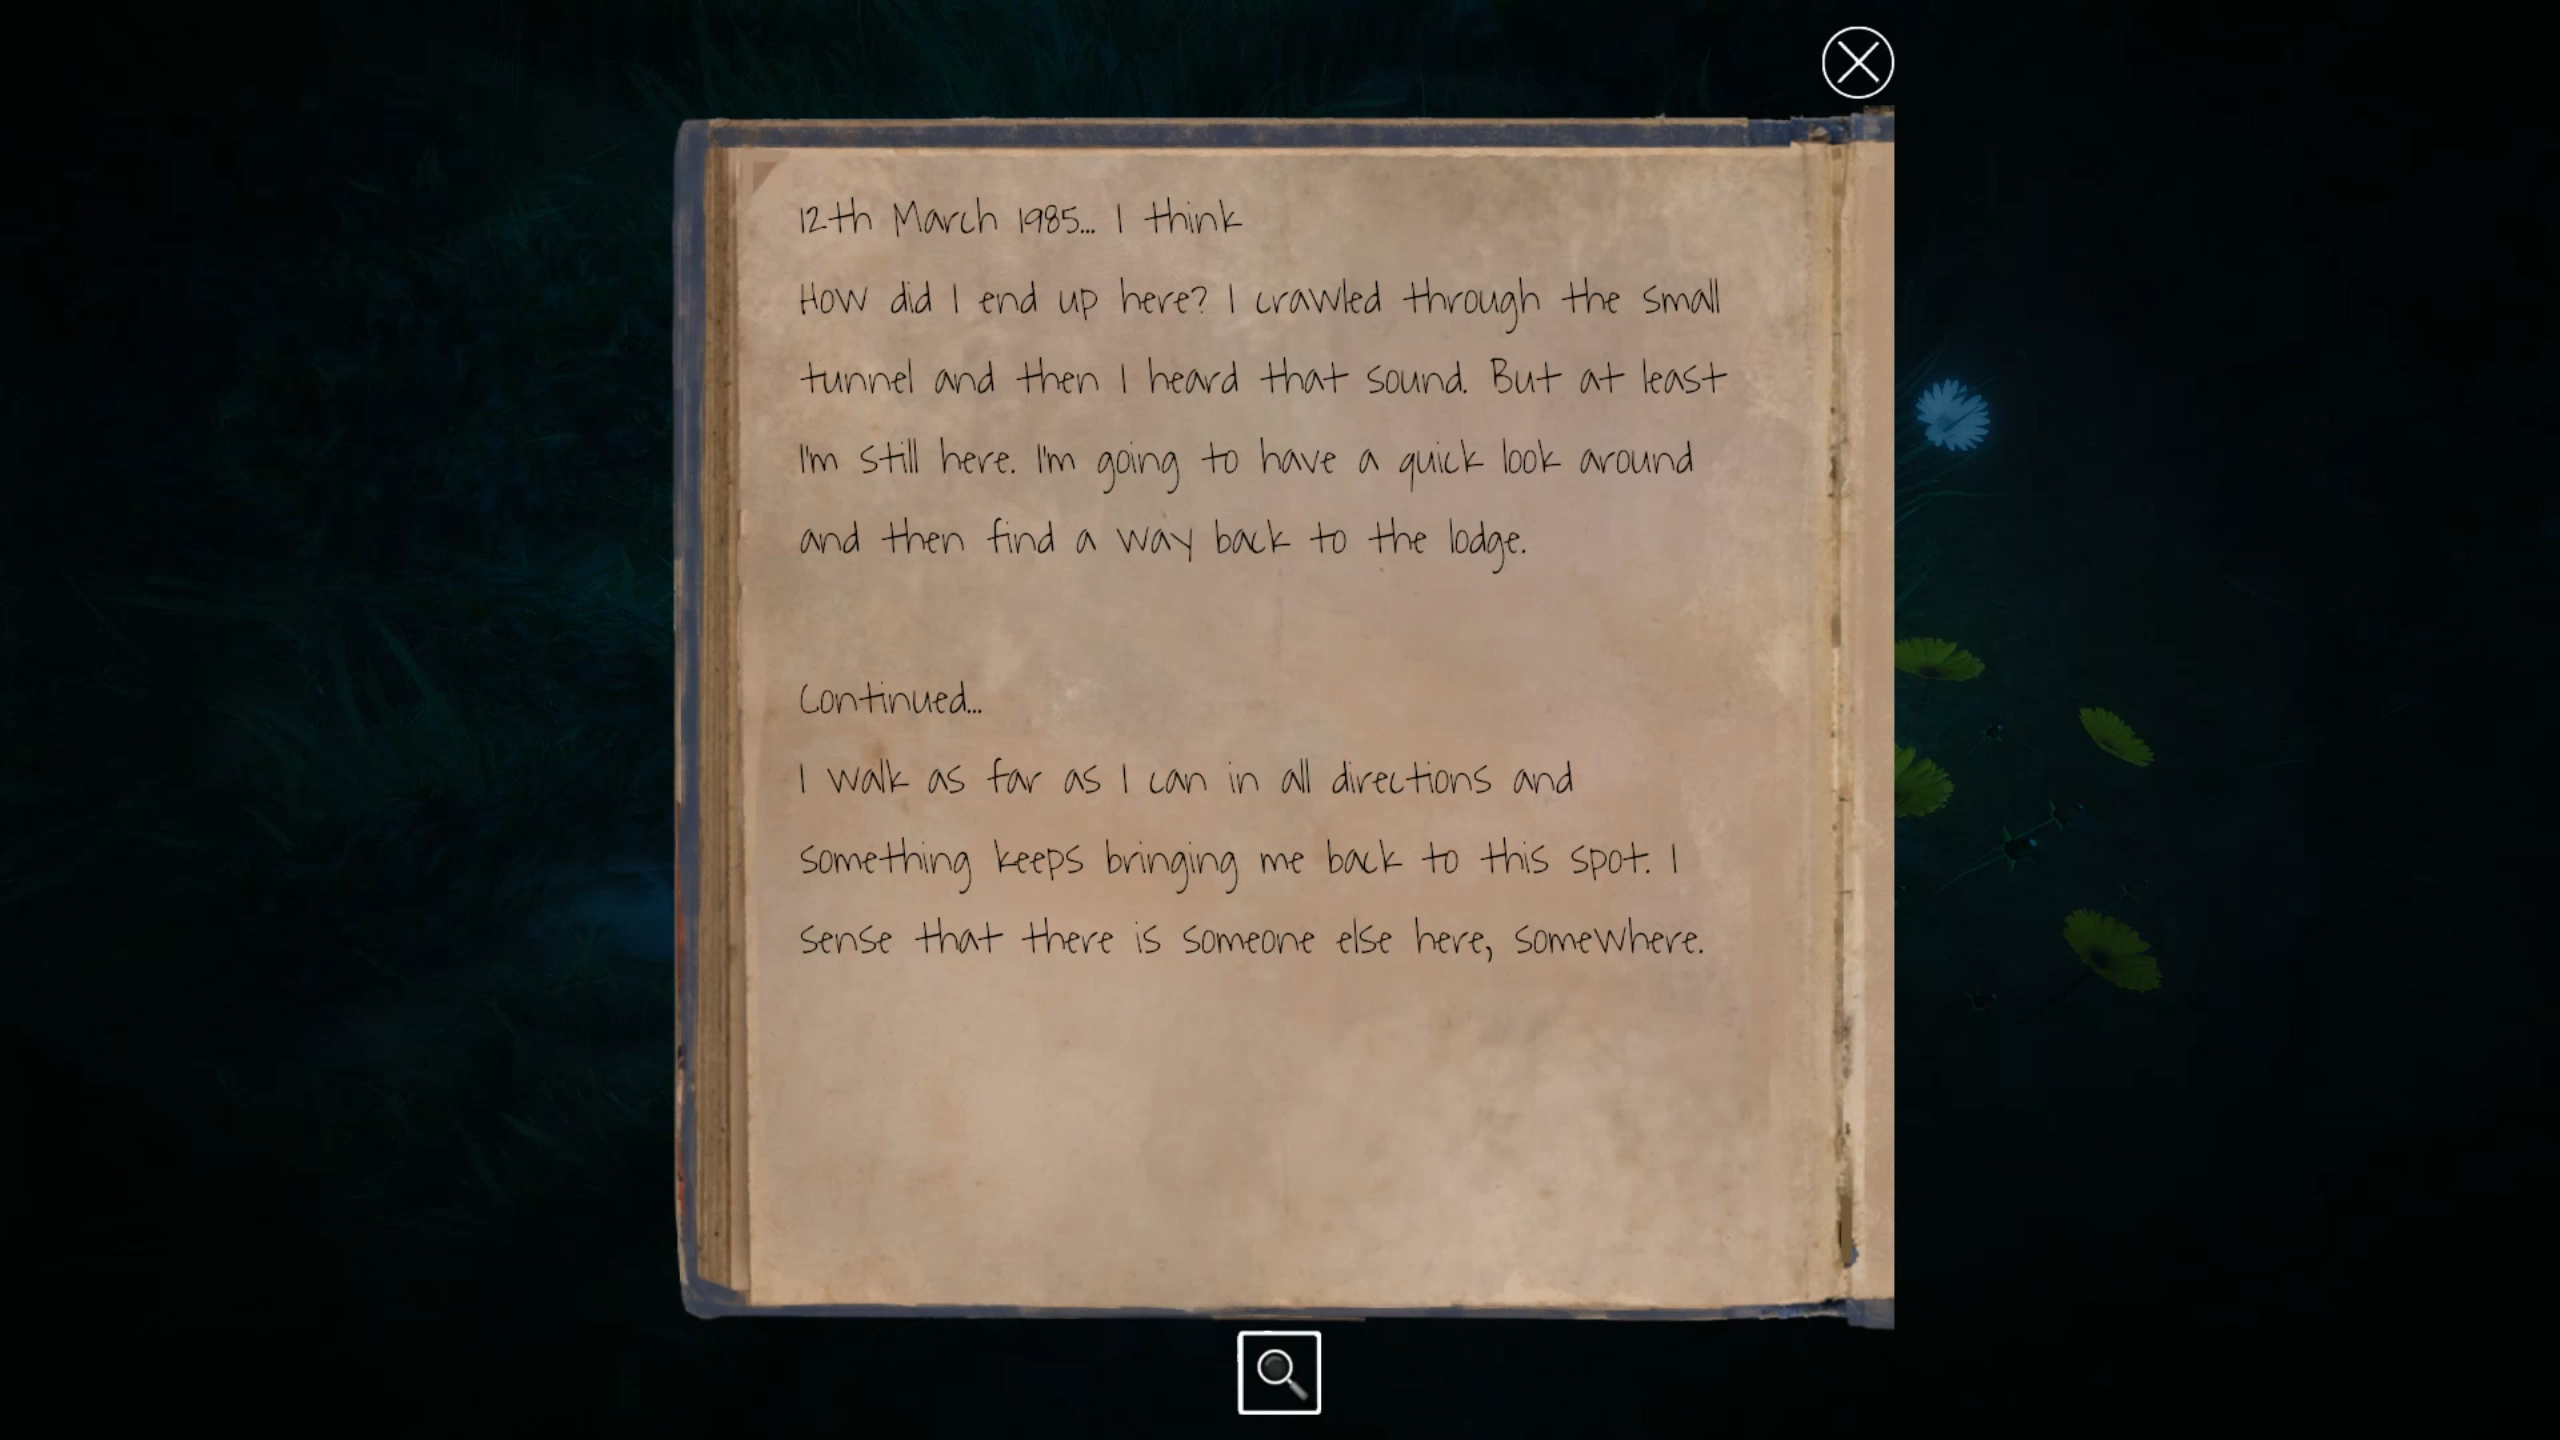 12th March 1985... I think
How did I end up here? I crawled through the small
tunnel and then I heard that sound. But at least
I'm still here. I'm going to have a quick look around
and then find a way back to the lodge.
Continued...
I walk as far as I can in all directions and
something keeps bringing me back to this spot. I
sense that there is someone else here, somewhere.